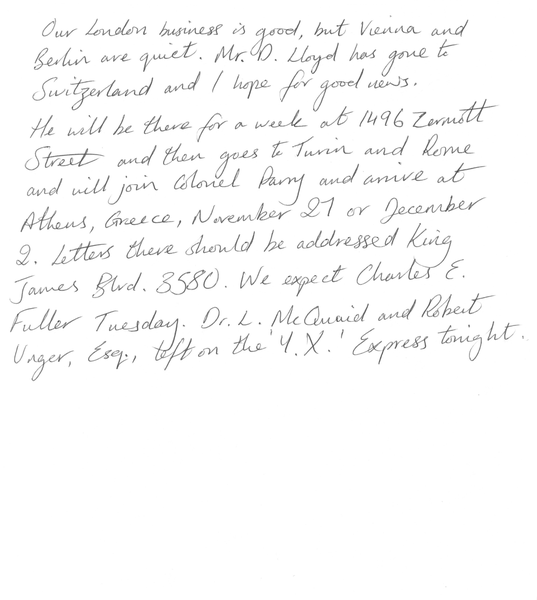 Our London business is good, but Vienna and
Berlin are quiet. Mr. D. Lloyd has gone to
Switzerland and I hope for good news.
He will be there for a week at 1496 Zermott
Street and then goes to Turin and Rome
and will join Colonel Parry and arrive at
Athens, Greece, November 27 or December
2. Letters there should be addressed King
James Blvd. 3580. We expect Charles E.
Fuller Tuesday. Dr. L. McQuaid and Robert
Unger, Esq., left on the 'Y.X.' Express tonight.